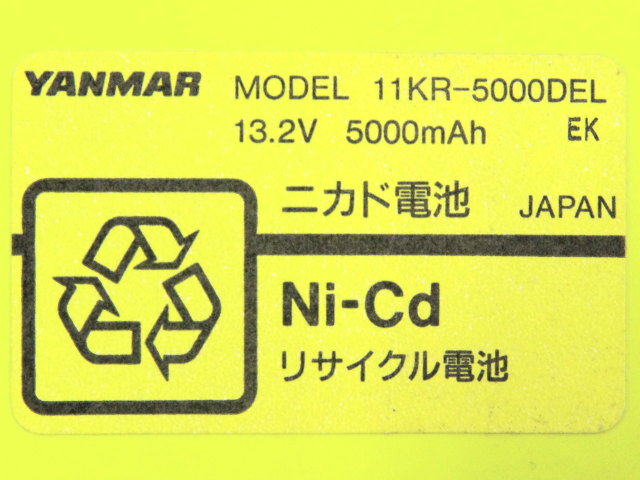 YANMAR MODEL 11KR-5000DEL
13.2V 5000mAh EK
ニカド電池 JAPAN
Ni-Cd
リサイクル電池